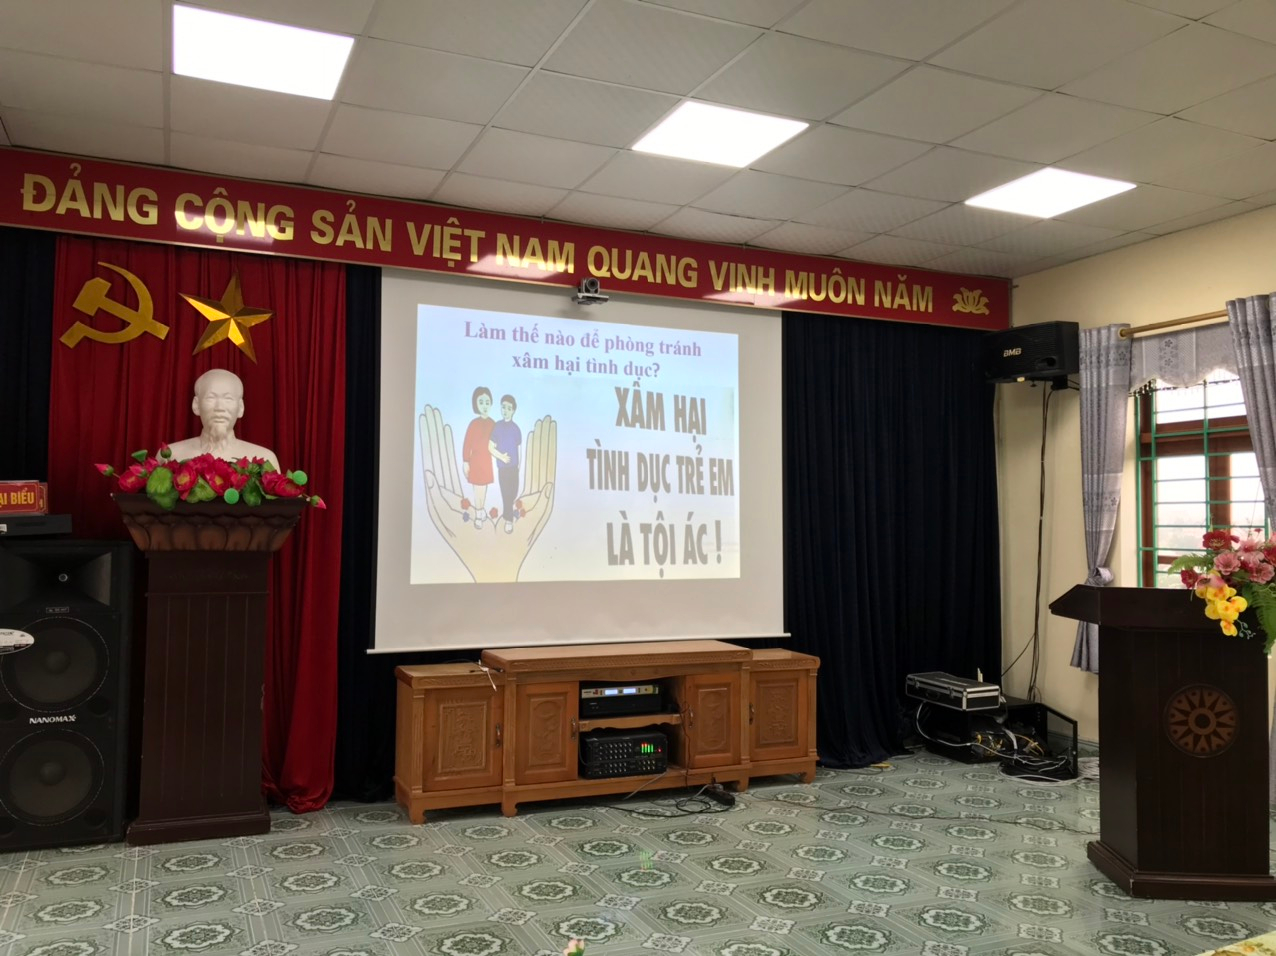 ĐẢNG CỘNG SẢN VIỆT NAM QUANG VINH MUÔN NĂM
Làm thế nào để phòng tránh
xâm hại tình dục?
XÂM HẠI
TÌNH DỤC TRẺ EM
LÀ TỘI ÁC !
ẠI BIỂU
NANOMAX
BMB